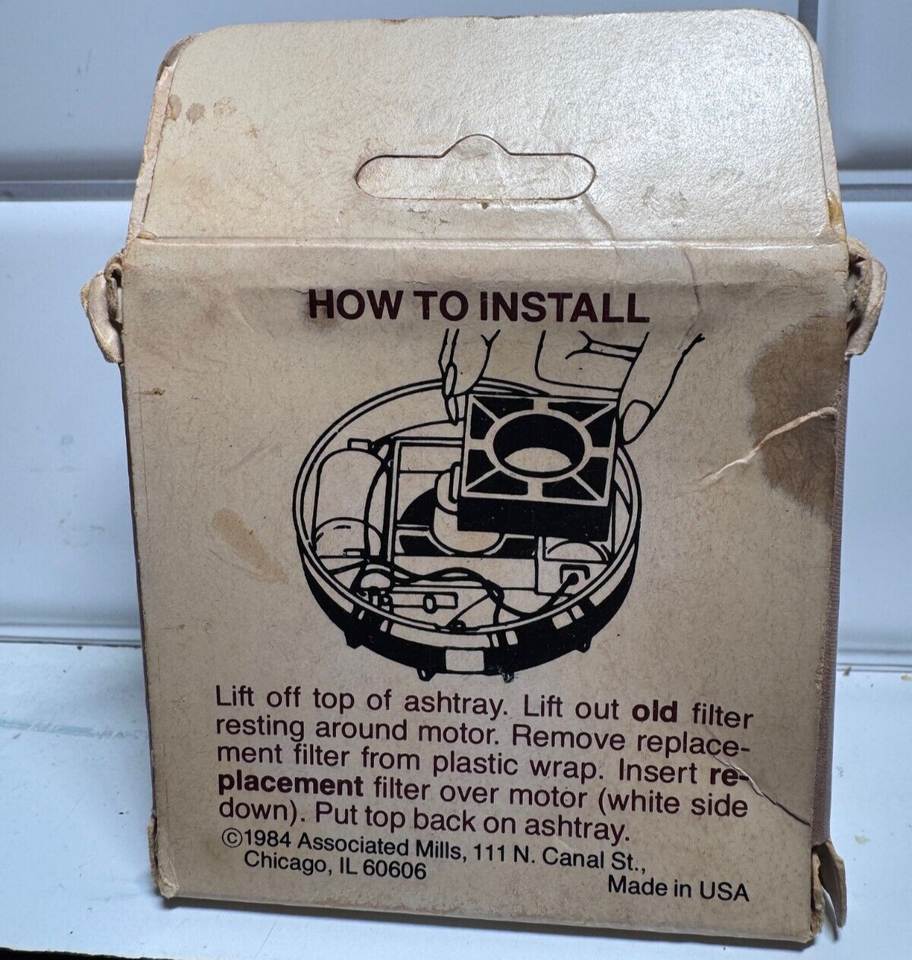 HOW TO INSTALL
Lift off top of ashtray. Lift out old filter
resting around motor. Remove replace-
ment filter from plastic wrap. Insert re-
placement filter over motor (white side
down). Put top back on ashtray.
©1984 Associated Mills, 111 N. Canal St.,
Chicago, IL 60606
Made in USA